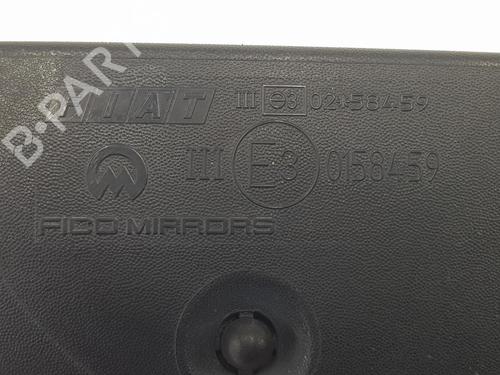 B-PARTS
FIAT III e3 02*58459
III E3 0158459
FICO MIRRORS